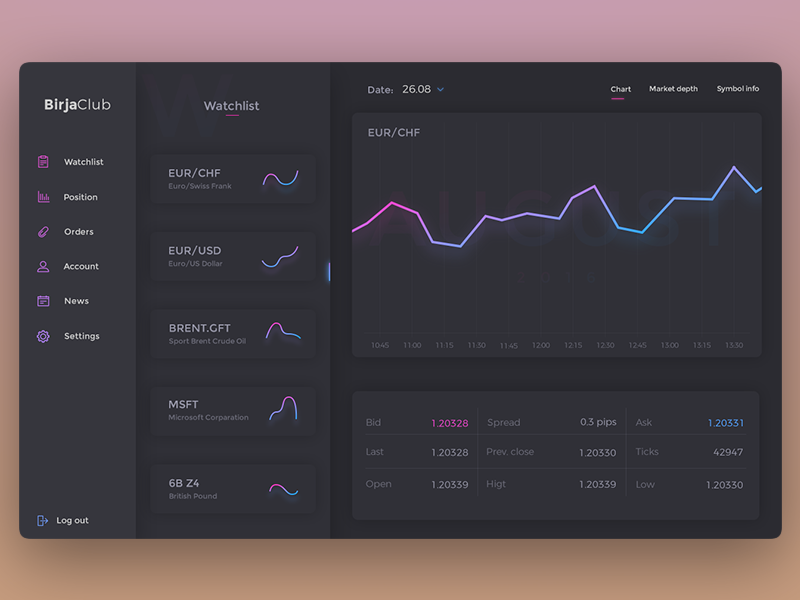 BirjaClub
Watchlist
Position
Orders
Account
News
Settings
Log out
W
Watchlist
EUR/CHF
Euro/Swiss Frank
EUR/USD
Euro/US Dollar
BRENT.GFT
Sport Brent Crude Oil
MSFT
Microsoft Corparation
6B Z4
British Pound
Date: 26.08
Chart Market depth Symbol info
EUR/CHF
AUGUST
10:45 11:00 11:15 11:30 11:45 12:00 12:15 12:30 12:45 13:00 13:15 13:30
Bid 1.20328 Spread 0.3 pips Ask 1.20331
Last 1.20328 Prev. close 1.20330 Ticks 42947
Open 1.20339 Higt 1.20339 Low 1.20330